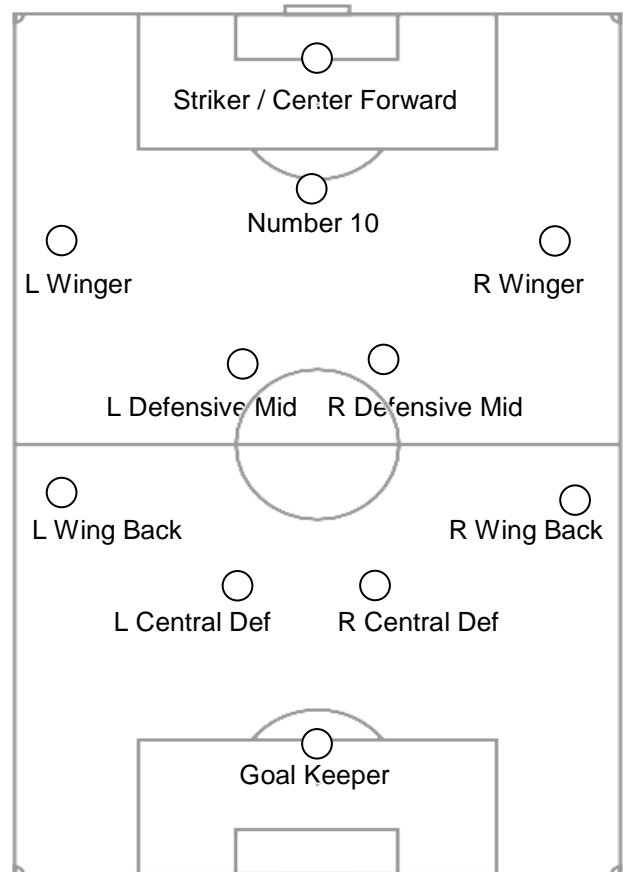 Striker / Center Forward
Number 10
L Winger
R Winger
L Defensive Mid
R Defensive Mid
L Wing Back
R Wing Back
L Central Def
R Central Def
Goal Keeper